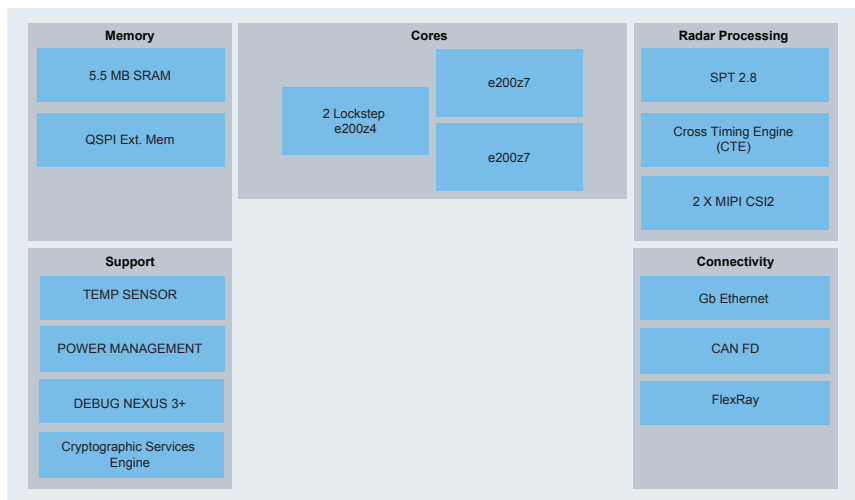 Memory
5.5 MB SRAM
QSPI Ext. Mem
Cores
2 Lockstep
e200z4
e200z7
e200z7
Radar Processing
SPT 2.8
Cross Timing Engine
(CTE)
2 X MIPI CSI2
Support
TEMP SENSOR
POWER MANAGEMENT
DEBUG NEXUS 3+
Cryptographic Services
Engine
Connectivity
Gb Ethernet
CAN FD
FlexRay